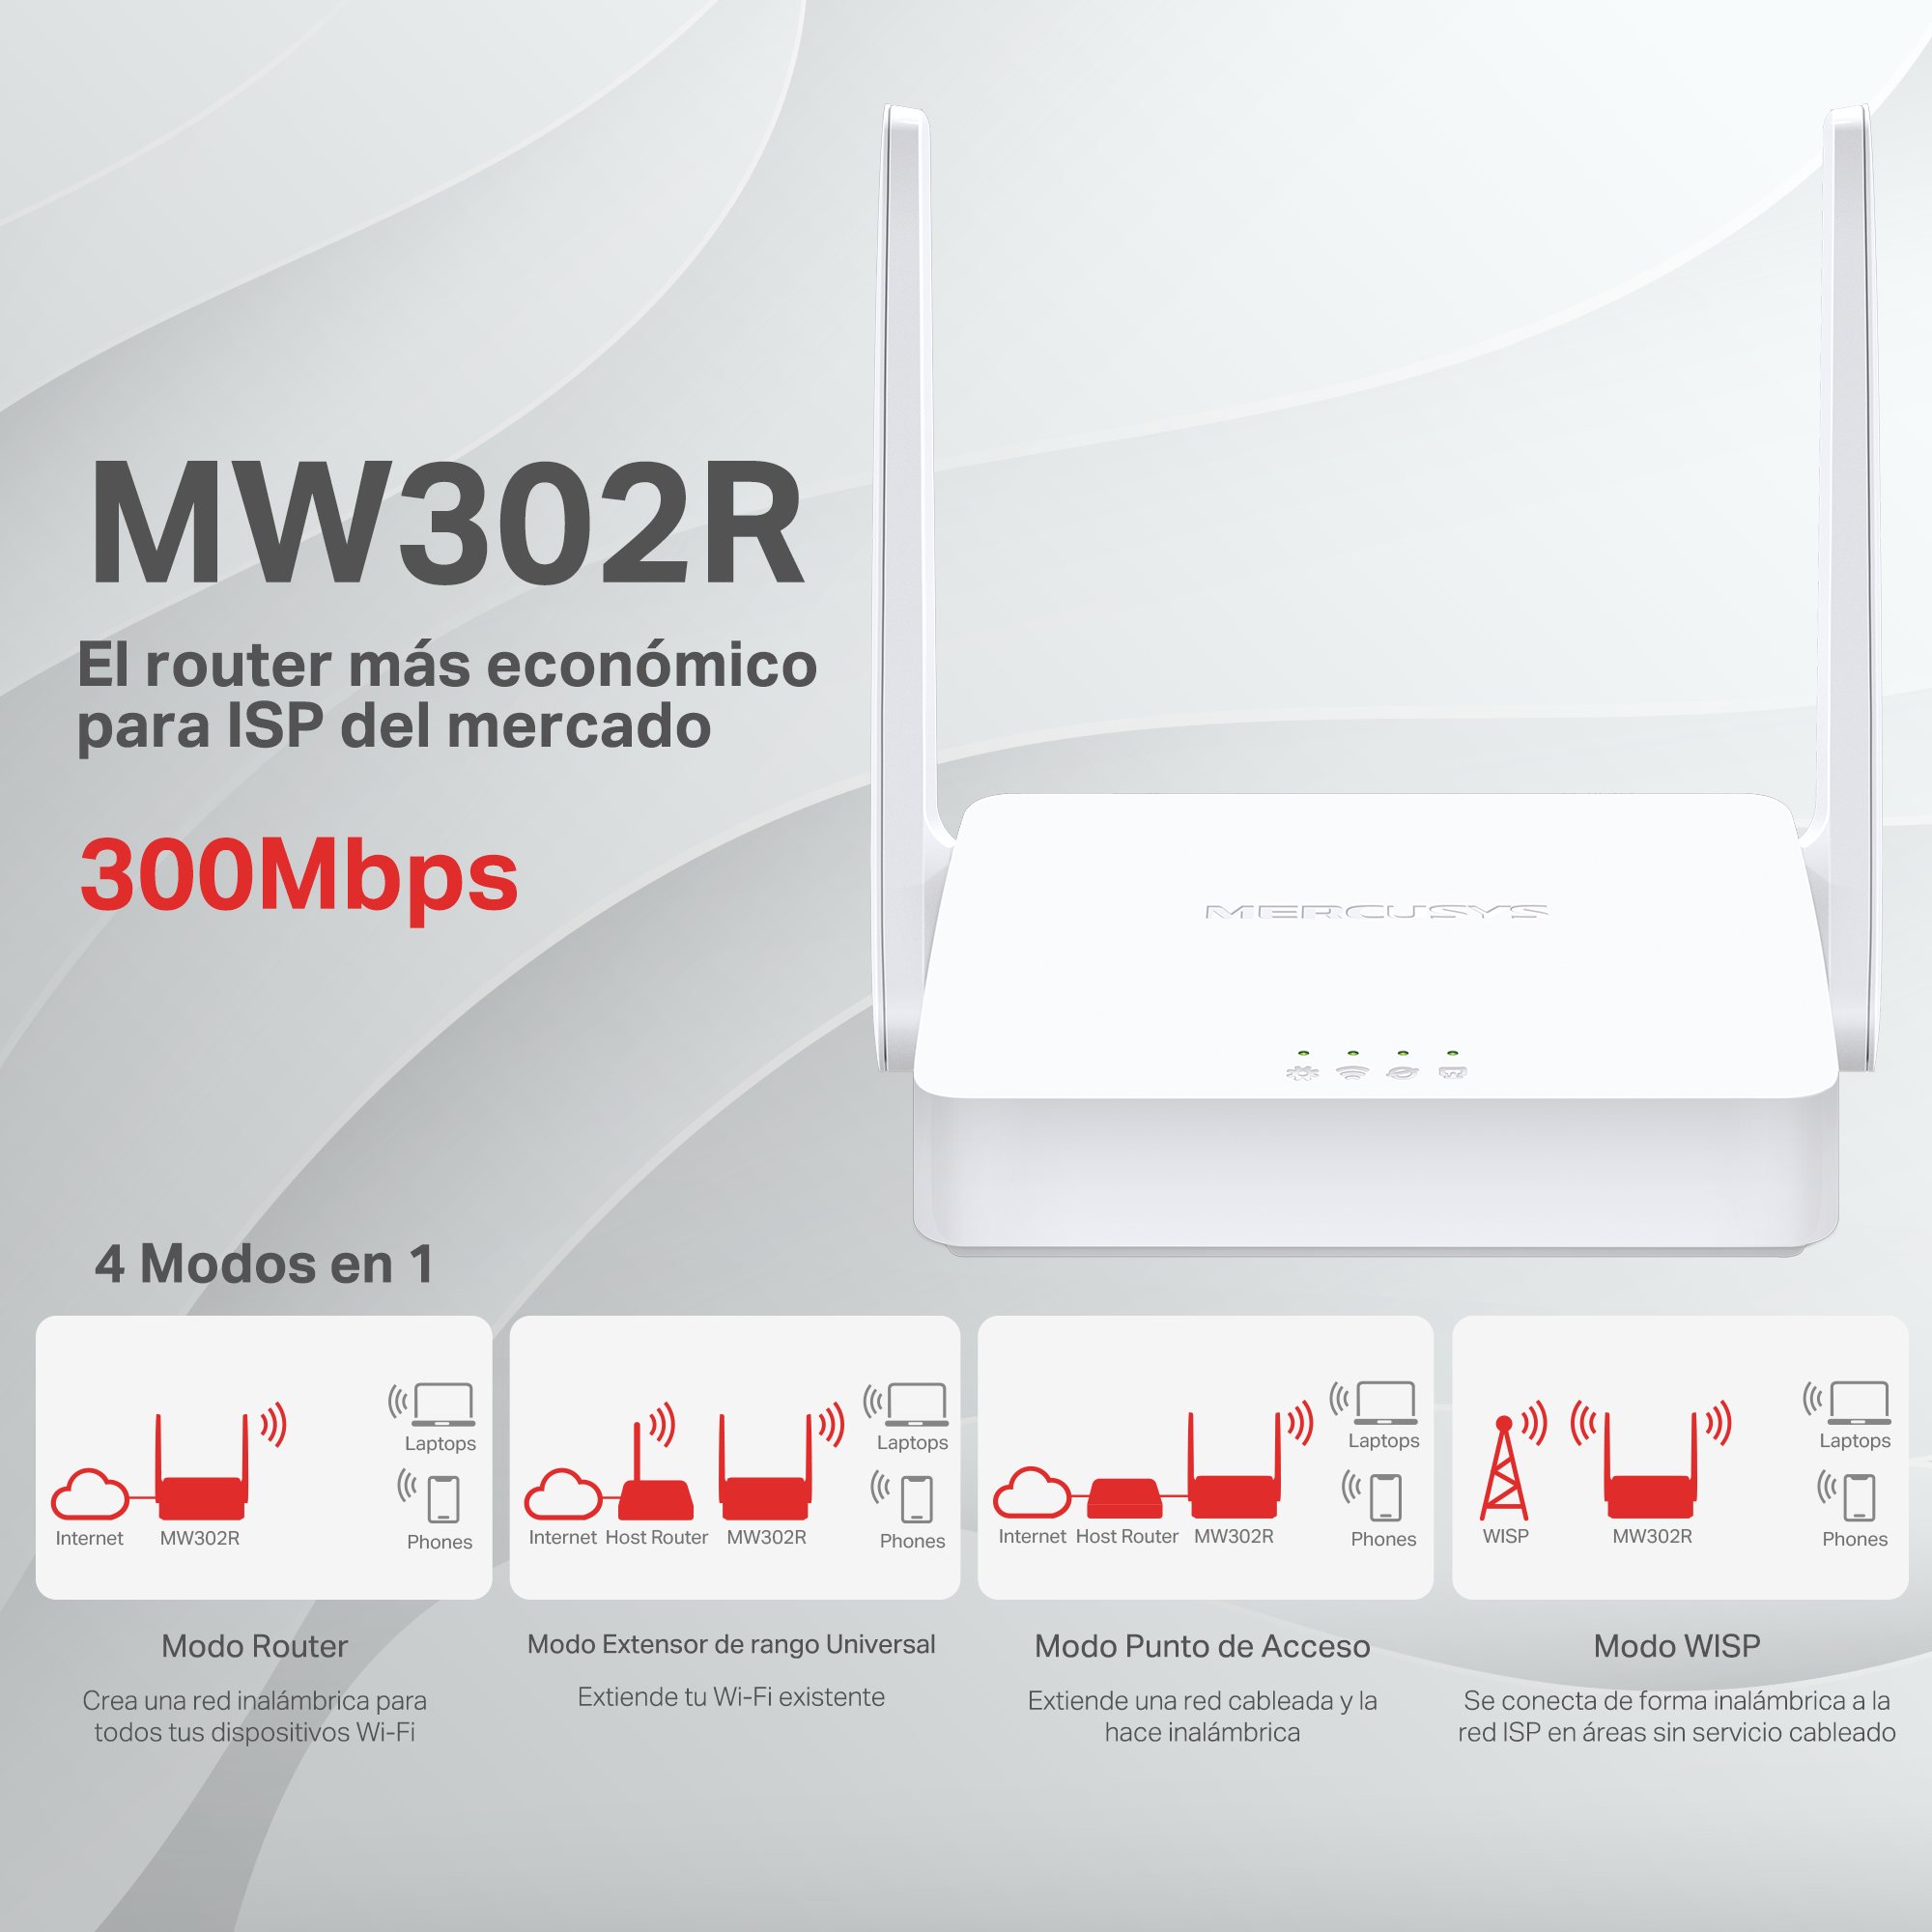 MW302R
El router más económico
para ISP del mercado
300Mbps
MERCUSYS
4 Modos en 1
Internet
MW302R
Laptops
Phones
Modo Router
Crea una red inalámbrica para
todos tus dispositivos Wi-Fi
Internet
Host Router
MW302R
Laptops
Phones
Modo Extensor de rango Universal
Extiende tu Wi-Fi existente
Internet
Host Router
MW302R
Laptops
Phones
Modo Punto de Acceso
Extiende una red cableada y la
hace inalámbrica
WISP
MW302R
Laptops
Phones
Modo WISP
Se conecta de forma inalámbrica a la
red ISP en áreas sin servicio cableado